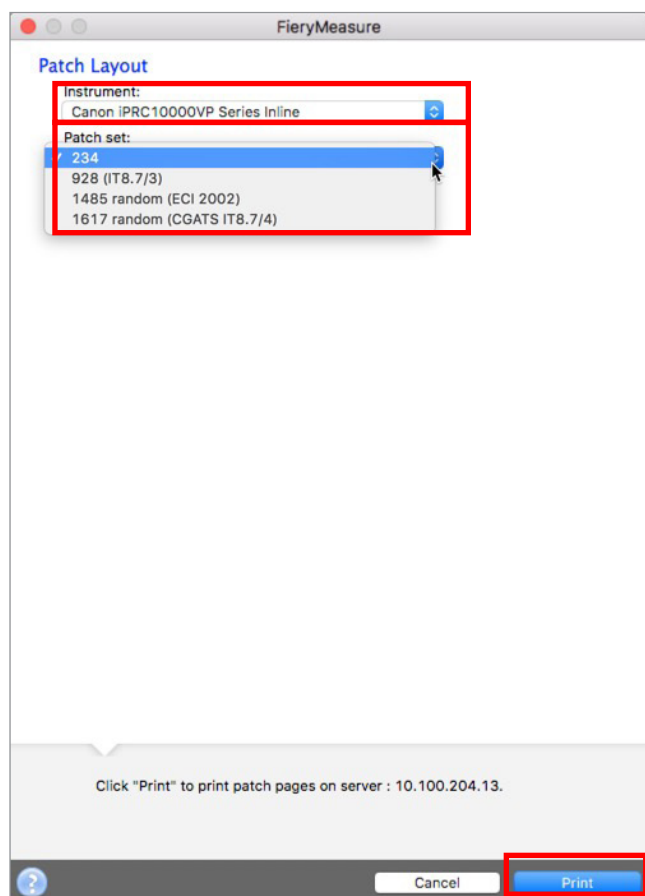 FieryMeasure
Patch Layout
Instrument:
Canon iPRC10000VP Series Inline
Patch set:
✓ 234
928 (IT8.7/3)
1485 random (ECI 2002)
1617 random (CGATS IT8.7/4)
Click "Print" to print patch pages on server : 10.100.204.13.
?
Cancel
Print